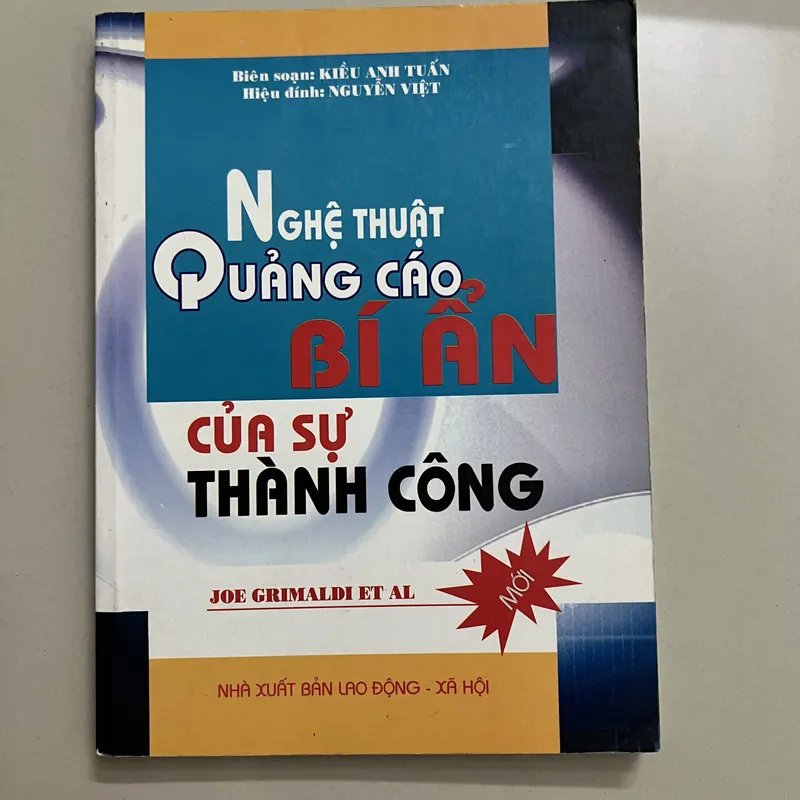 Biên soạn: KIỀU ANH TUẤN
Hiệu đính: NGUYỄN VIỆT
NGHỆ THUẬT
QUẢNG CÁO
BÍ ẨN
CỦA SỰ
THÀNH CÔNG
JOE GRIMALDI ET AL
MỚI
NHÀ XUẤT BẢN LAO ĐỘNG - XÃ HỘI